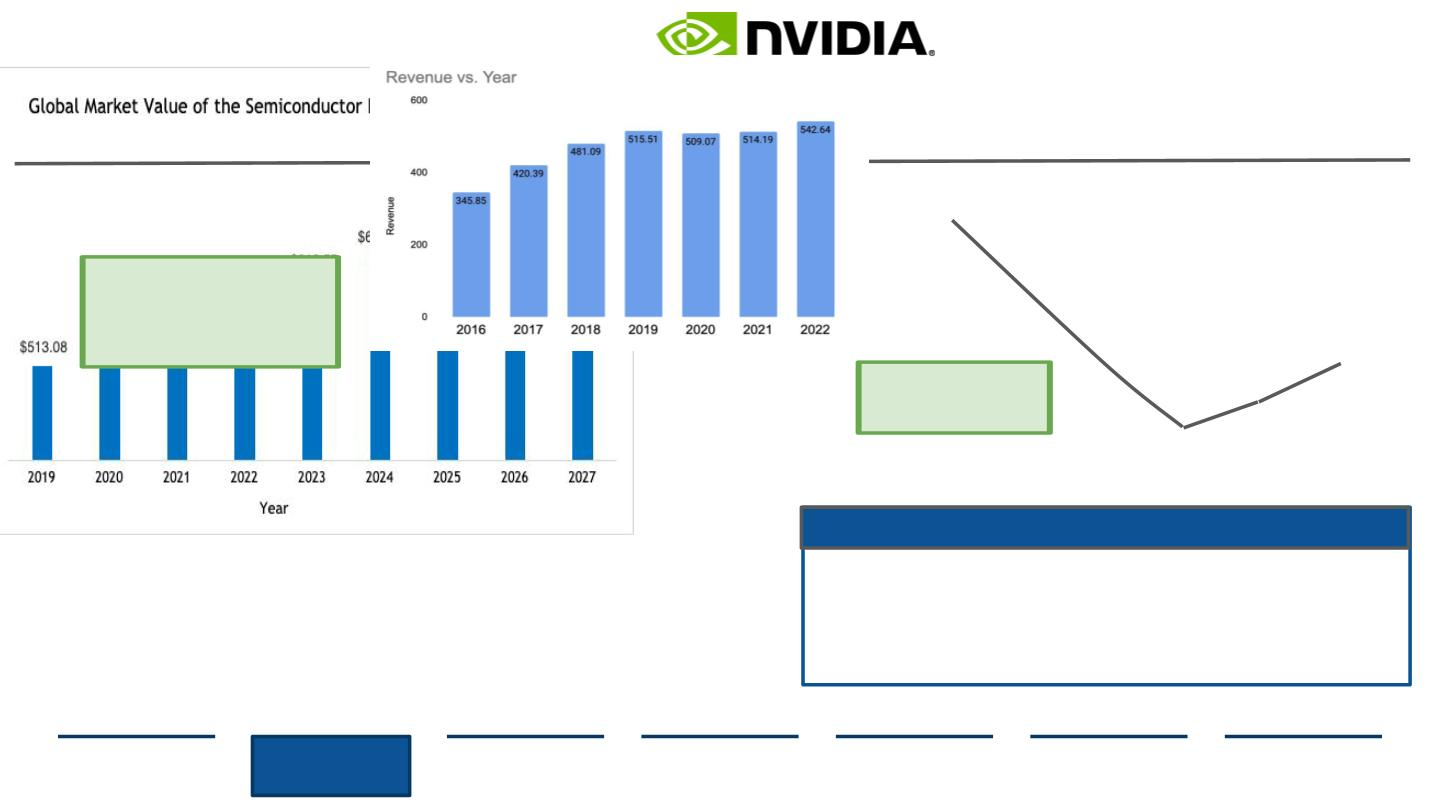 NVIDIA®
Revenue vs. Year
Global Market Value of the Semiconductor
600
400
200
0
Revenue
345.85
420.39
481.09
515.51
509.07
514.19
542.64
2016 2017 2018 2019 2020 2021 2022
$6
$513.08
2019 2020 2021 2022 2023 2024 2025 2026 2027
Year